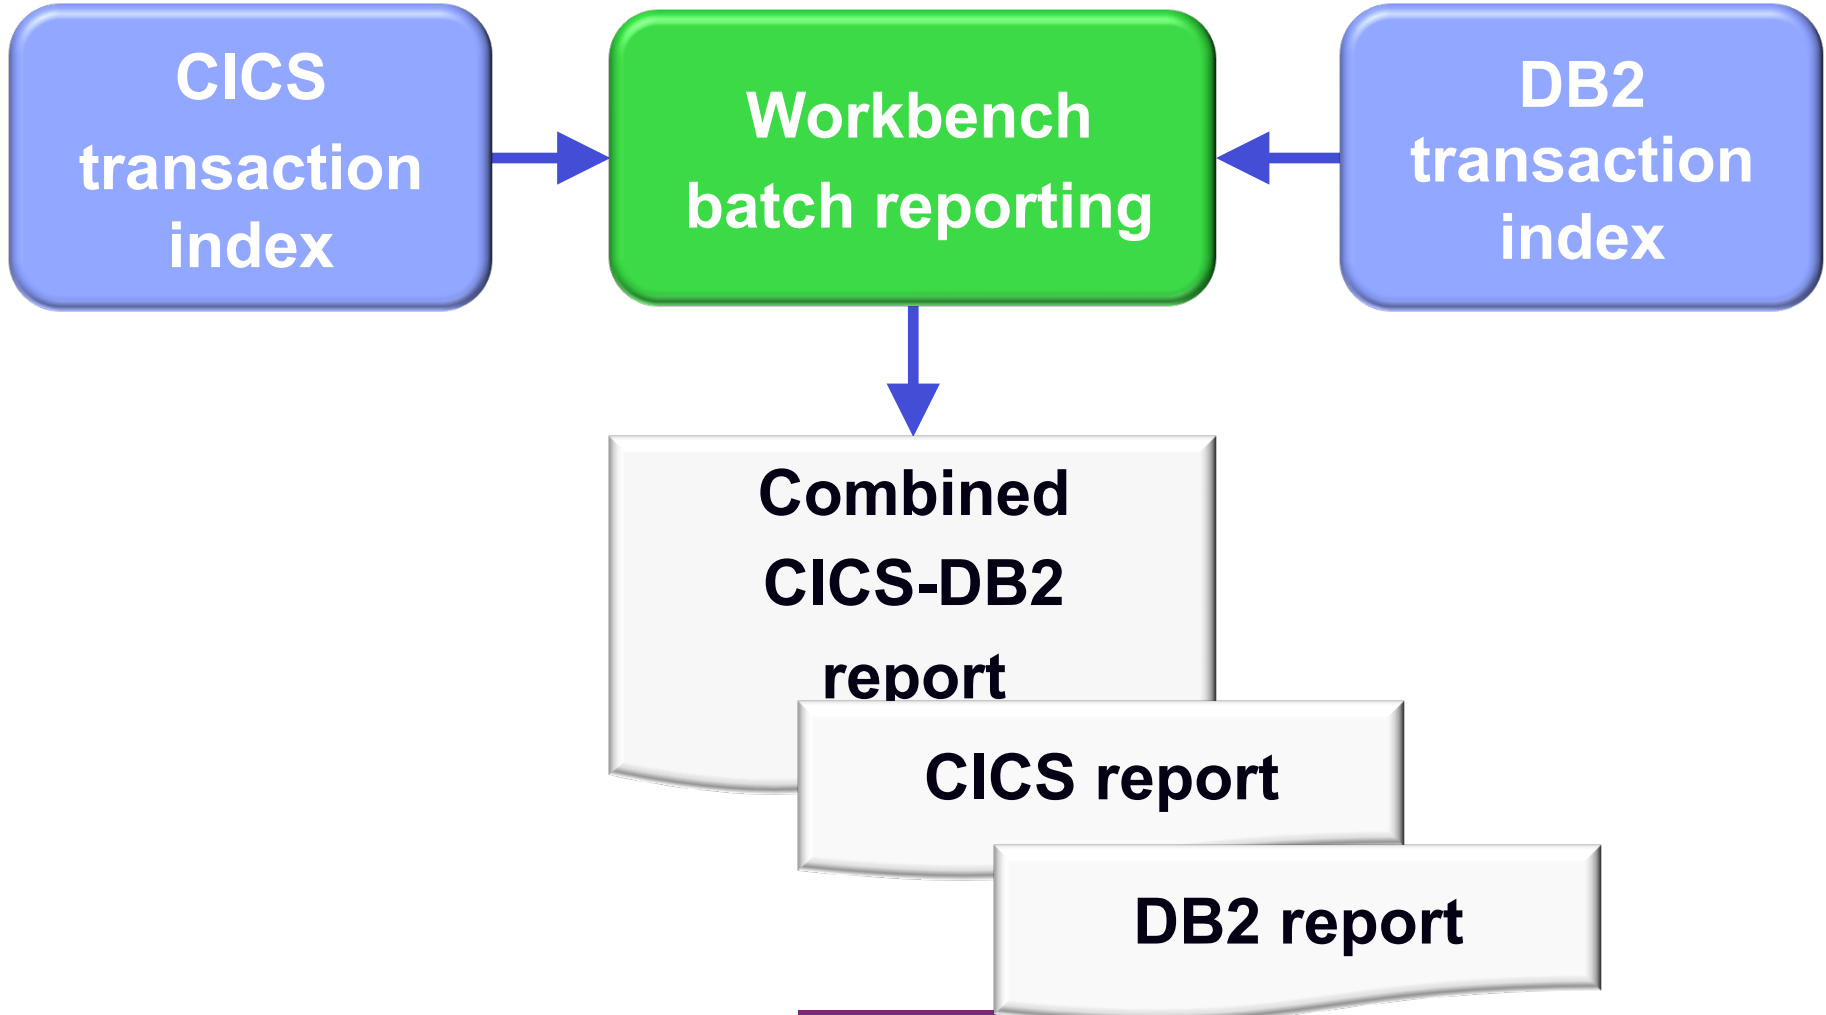 CICS
transaction
index
Workbench
batch reporting
DB2
transaction
index
Combined
CICS-DB2
report
CICS report
DB2 report